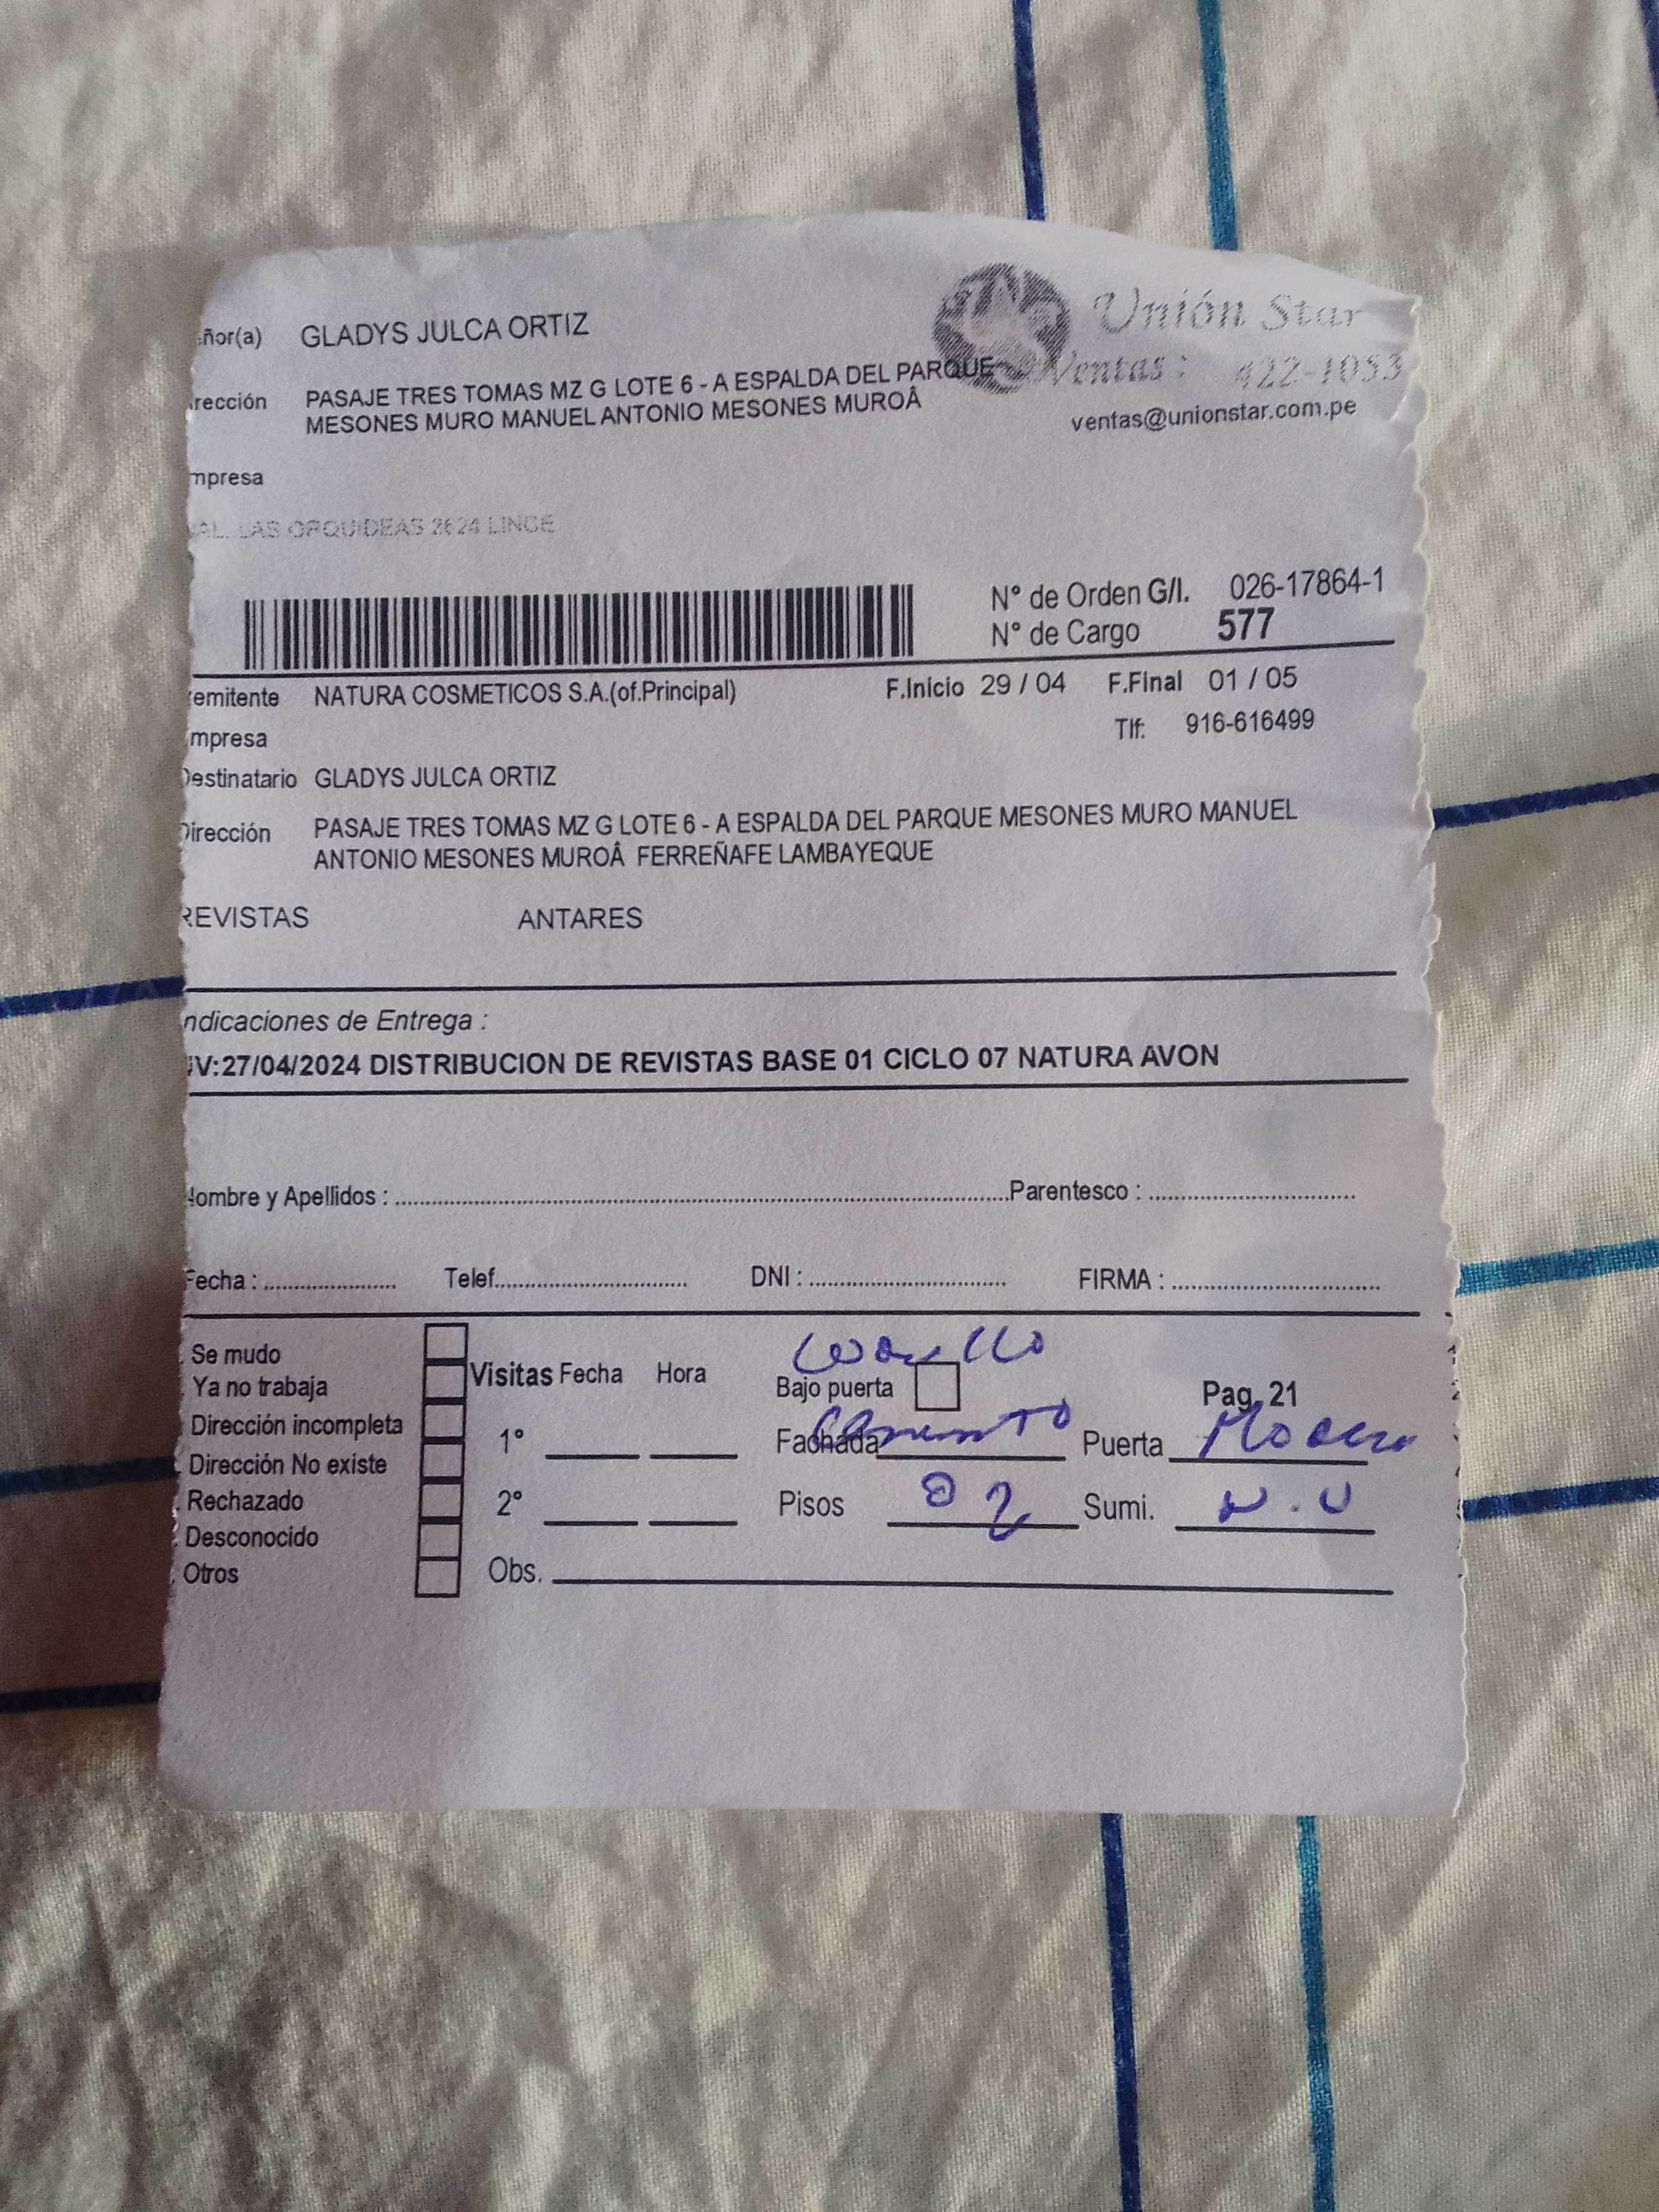 ñor(a) GLADYS JULCA ORTIZ
Unión Star
rección PASAJE TRES TOMAS MZ G LOTE 6 - A ESPALDA DEL PARQUE
MESONES MURO MANUEL ANTONIO MESONES MUROÂ
Ventas : 422-1053
ventas@unionstar.com.pe
mpresa
AL. LAS ORQUIDEAS 2624 LINCE
N° de Orden G/I. 026-17864-1
N° de Cargo 577
emitente NATURA COSMETICOS S.A.(of.Principal) F.Inicio 29 / 04 F.Final 01 / 05
mpresa Tlf: 916-616499
Destinatario GLADYS JULCA ORTIZ
Dirección PASAJE TRES TOMAS MZ G LOTE 6 - A ESPALDA DEL PARQUE MESONES MURO MANUEL
ANTONIO MESONES MUROÂ FERREÑAFE LAMBAYEQUE
REVISTAS ANTARES
ndicaciones de Entrega :
V:27/04/2024 DISTRIBUCION DE REVISTAS BASE 01 CICLO 07 NATURA AVON
Nombre y Apellidos : Parentesco :
Fecha : Telef. DNI : FIRMA :
Se mudo
Ya no trabaja
Dirección incompleta
Dirección No existe
Rechazado
Desconocido
Otros
Visitas Fecha Hora
1°
2°
Obs.
Bajo puerta Pag. 21
Fachada Cemento Puerta
Pisos 02 Sumi.